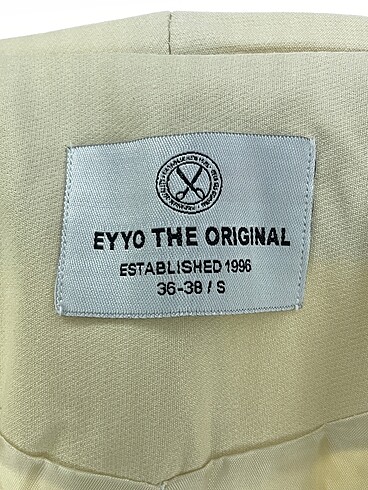 EYYO THE ORIGINAL
ESTABLISHED 1996
36-38 / S